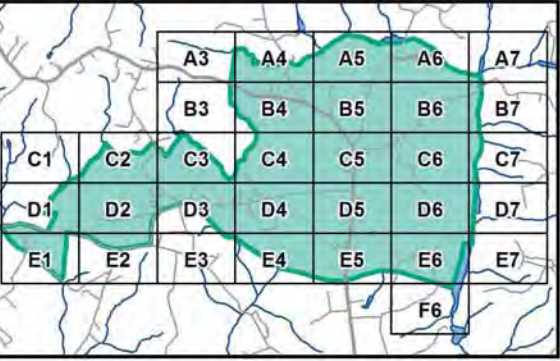 A3 A4 A5 A6 A7
B3 B4 B5 B6 B7
C1 C2 C3 C4 C5 C6 C7
D1 D2 D3 D4 D5 D6 D7
E1 E2 E3 E4 E5 E6 E7
F6